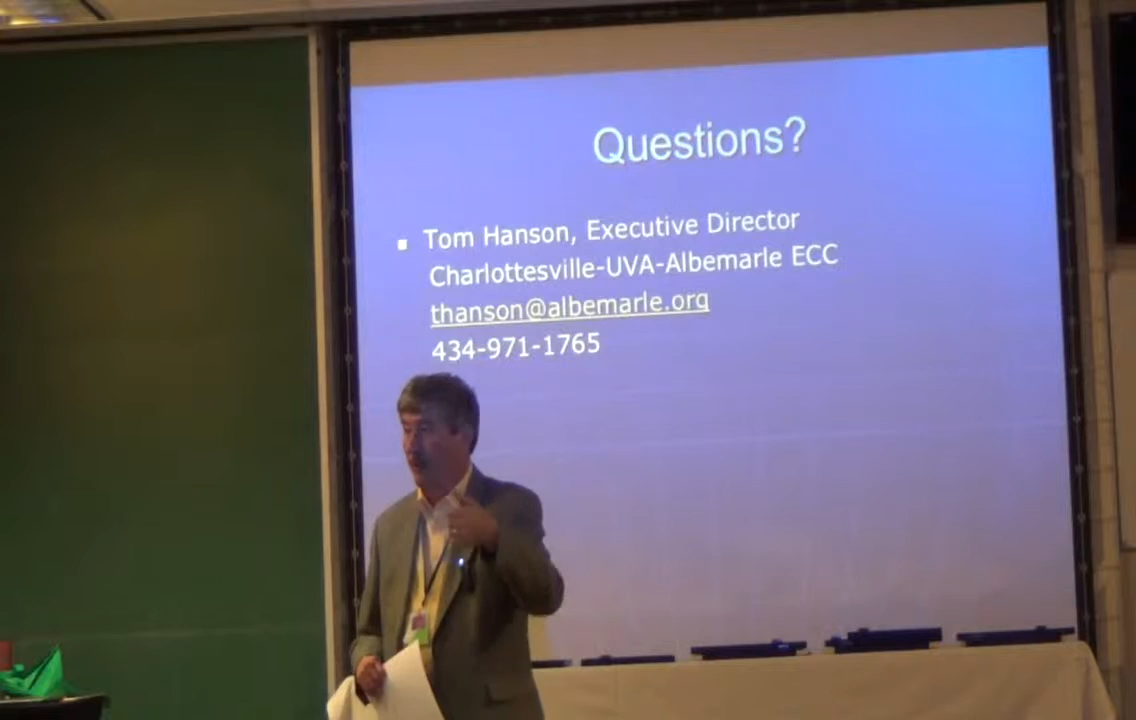 Questions?
Tom Hanson, Executive Director
Charlottesville-UVA-Albemarle ECC
thanson@albemarle.org
434-971-1765